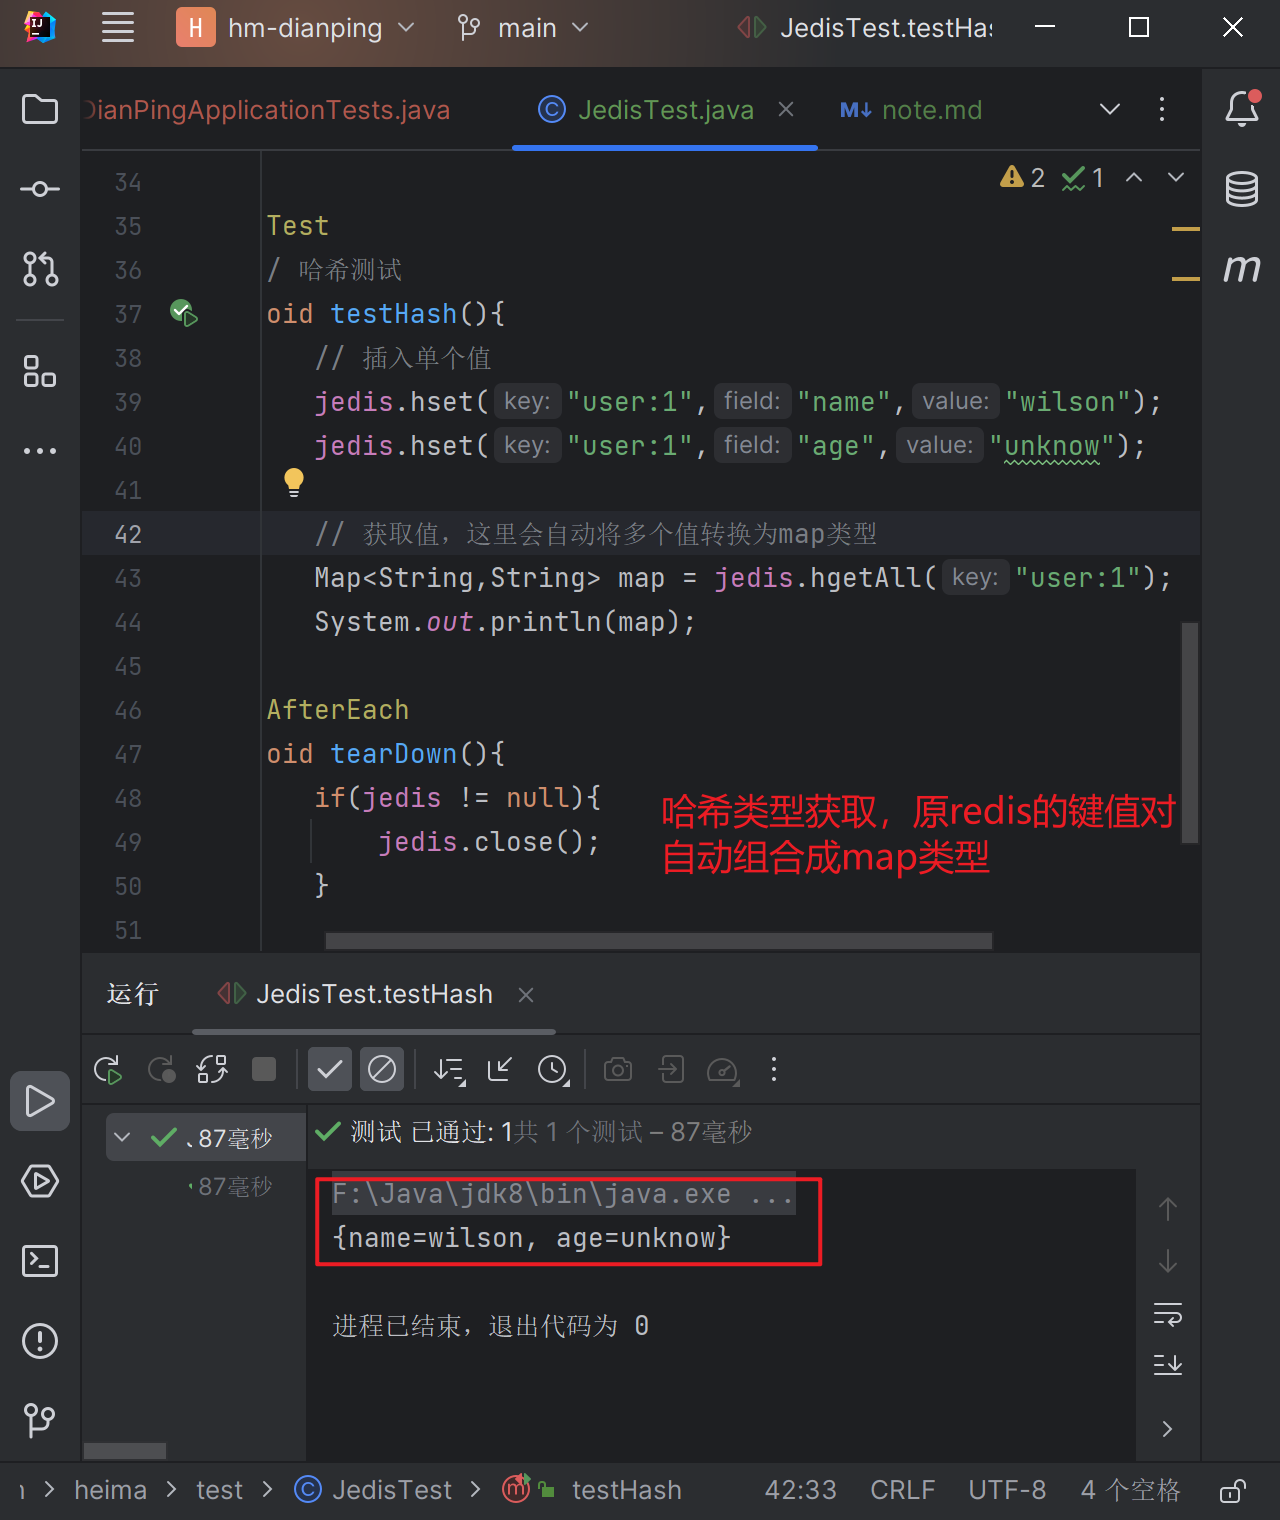 H hm-dianping main JedisTest.testHas
DianPingApplicationTests.java JedisTest.java note.md
2 1
34
35 Test
36 / 哈希测试
37 oid testHash(){
38 // 插入单个值
39 jedis.hset( key: "user:1", field: "name", value: "wilson");
40 jedis.hset( key: "user:1", field: "age", value: "unknow");
41
42 // 获取值，这里会自动将多个值转换为map类型
43 Map<String,String> map = jedis.hgetAll( key: "user:1");
44 System.out.println(map);
45
46 AfterEach
47 oid tearDown(){
48 if(jedis != null){
49 jedis.close();
50 }
51
哈希类型获取，原redis的键值对
自动组合成map类型
运行 JedisTest.testHash
87毫秒
87毫秒
测试 已通过: 1共 1 个测试 – 87毫秒
F:\Java\jdk8\bin\java.exe ...
{name=wilson, age=unknow}
进程已结束，退出代码为 0
heima test JedisTest testHash 42:33 CRLF UTF-8 4 个空格